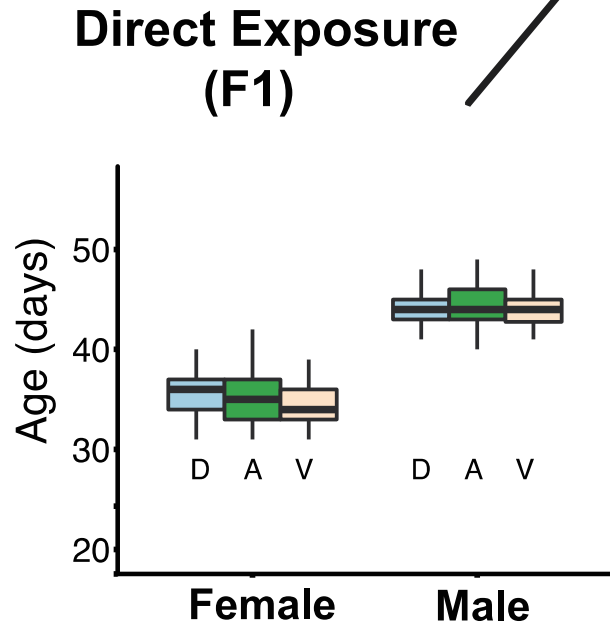 Direct Exposure
(F1)
Age (days)
50
40
30
20
D A V
D A V
Female
Male